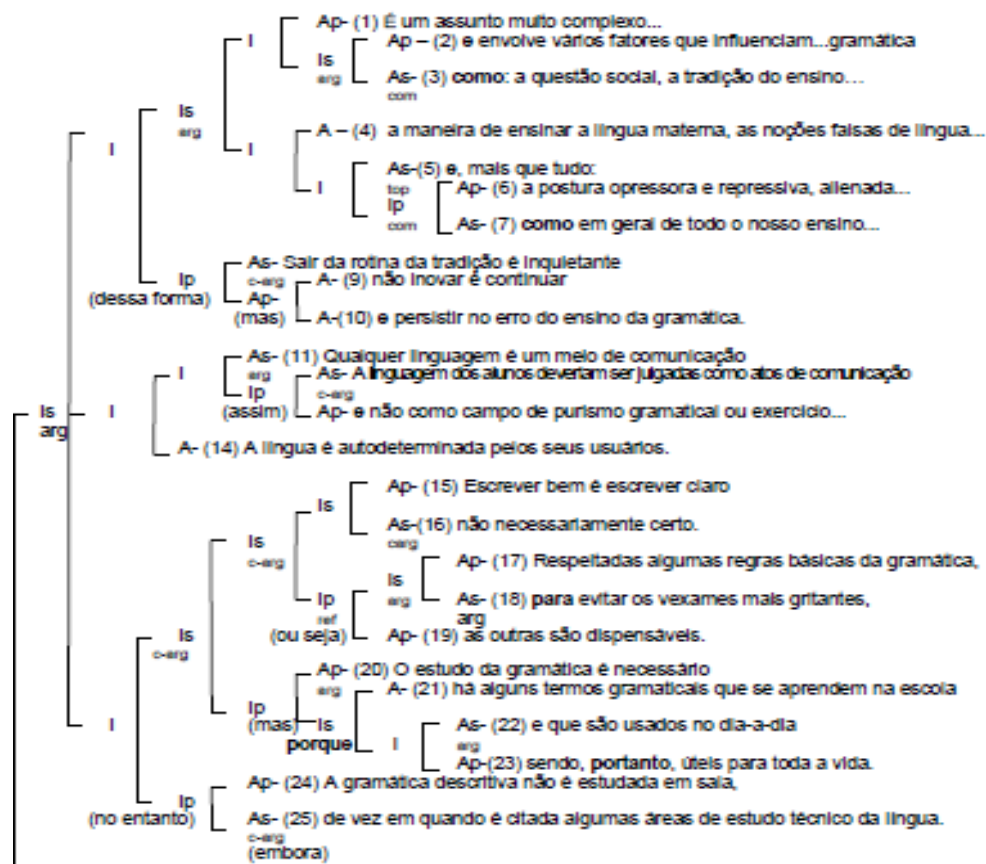 Ap- (1) É um assunto muito complexo...
I
Ap – (2) e envolve vários fatores que influenciam...gramática
Is
arg
As- (3) como: a questão social, a tradição do ensino...
com
Is
arg
A – (4) a maneira de ensinar a língua materna, as noções falsas de língua...
I
I
As-(5) e, mais que tudo:
I
top
Ap- (6) a postura opressora e repressiva, alienada...
Ip
com
As- (7) como em geral de todo o nosso ensino...
As- Sair da rotina da tradição é inquietante
Ip
c-arg
A- (9) não inovar é continuar
(dessa forma)
Ap-
(mas)
A-(10) e persistir no erro do ensino da gramática.
As- (11) Qualquer linguagem é um meio de comunicação
I
arg
As- A linguagem dos alunos deveriam ser julgadas como atos de comunicação
Ip
c-arg
(assim)
Ap- e não como campo de purismo gramatical ou exercício...
Is
arg
I
A- (14) A língua é autodeterminada pelos seus usuários.
Ap- (15) Escrever bem é escrever claro
Is
As-(16) não necessariamente certo.
carg
Is
c-arg
Ap- (17) Respeitadas algumas regras básicas da gramática,
Is
arg
As- (18) para evitar os vexames mais gritantes,
arg
Ip
ref
(ou seja)
Ap- (19) as outras são dispensáveis.
Is
c-arg
Ap- (20) O estudo da gramática é necessário
arg
A- (21) há alguns termos gramaticais que se aprendem na escola
Ip
(mas)
Is
porque
As- (22) e que são usados no dia-a-dia
I
I
arg
Ap-(23) sendo, portanto, úteis para toda a vida.
Ap- (24) A gramática descritiva não é estudada em sala,
Ip
(no entanto)
As- (25) de vez em quando é citada algumas áreas de estudo técnico da língua.
c-arg
(embora)